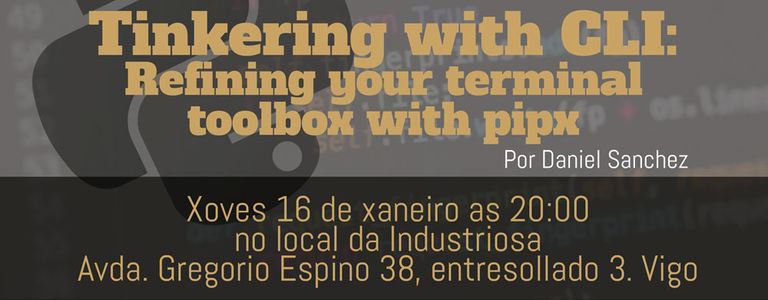 Tinkering with CLI:
Refining your terminal
toolbox with pipx
Por Daniel Sanchez
Xoves 16 de xaneiro as 20:00
no local da Industriosa
Avda. Gregorio Espino 38, entresollado 3. Vigo